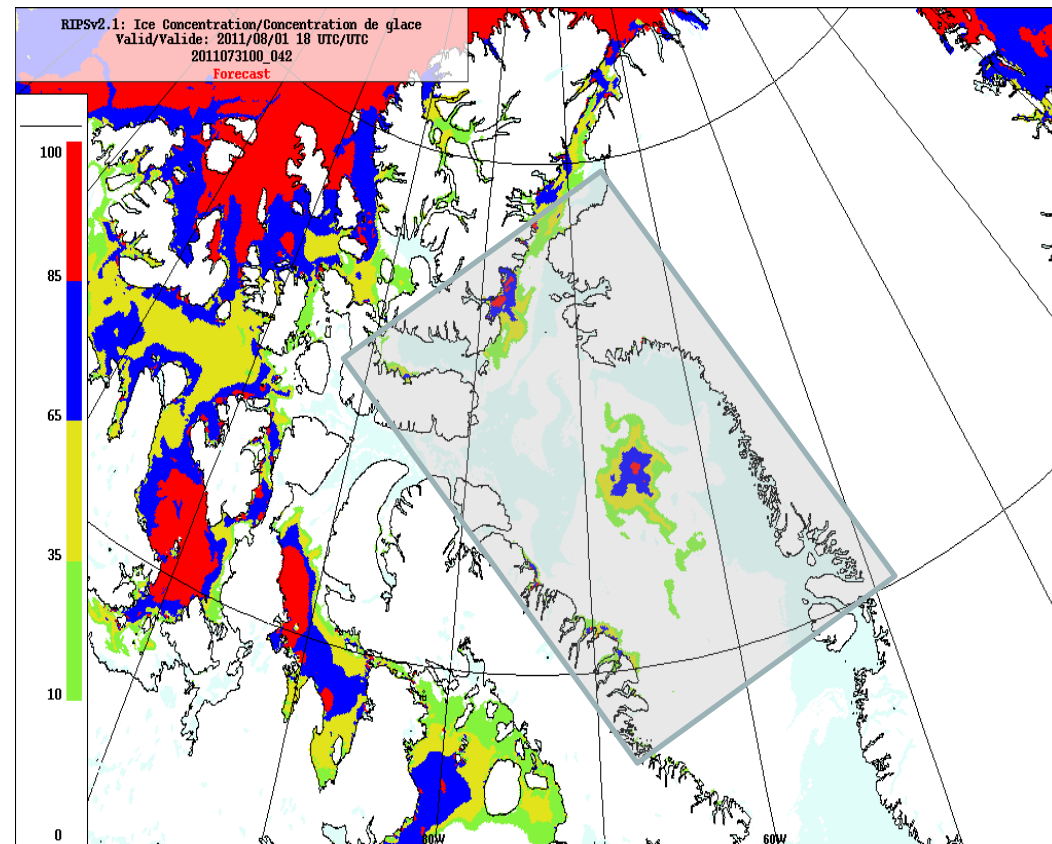 RIPSv2.1: Ice Concentration/Concentration de glace
Valid/Valide: 2011/08/01 18 UTC/UTC
2011073100_042
Forecast
100
85
65
35
10
0
80W
60W